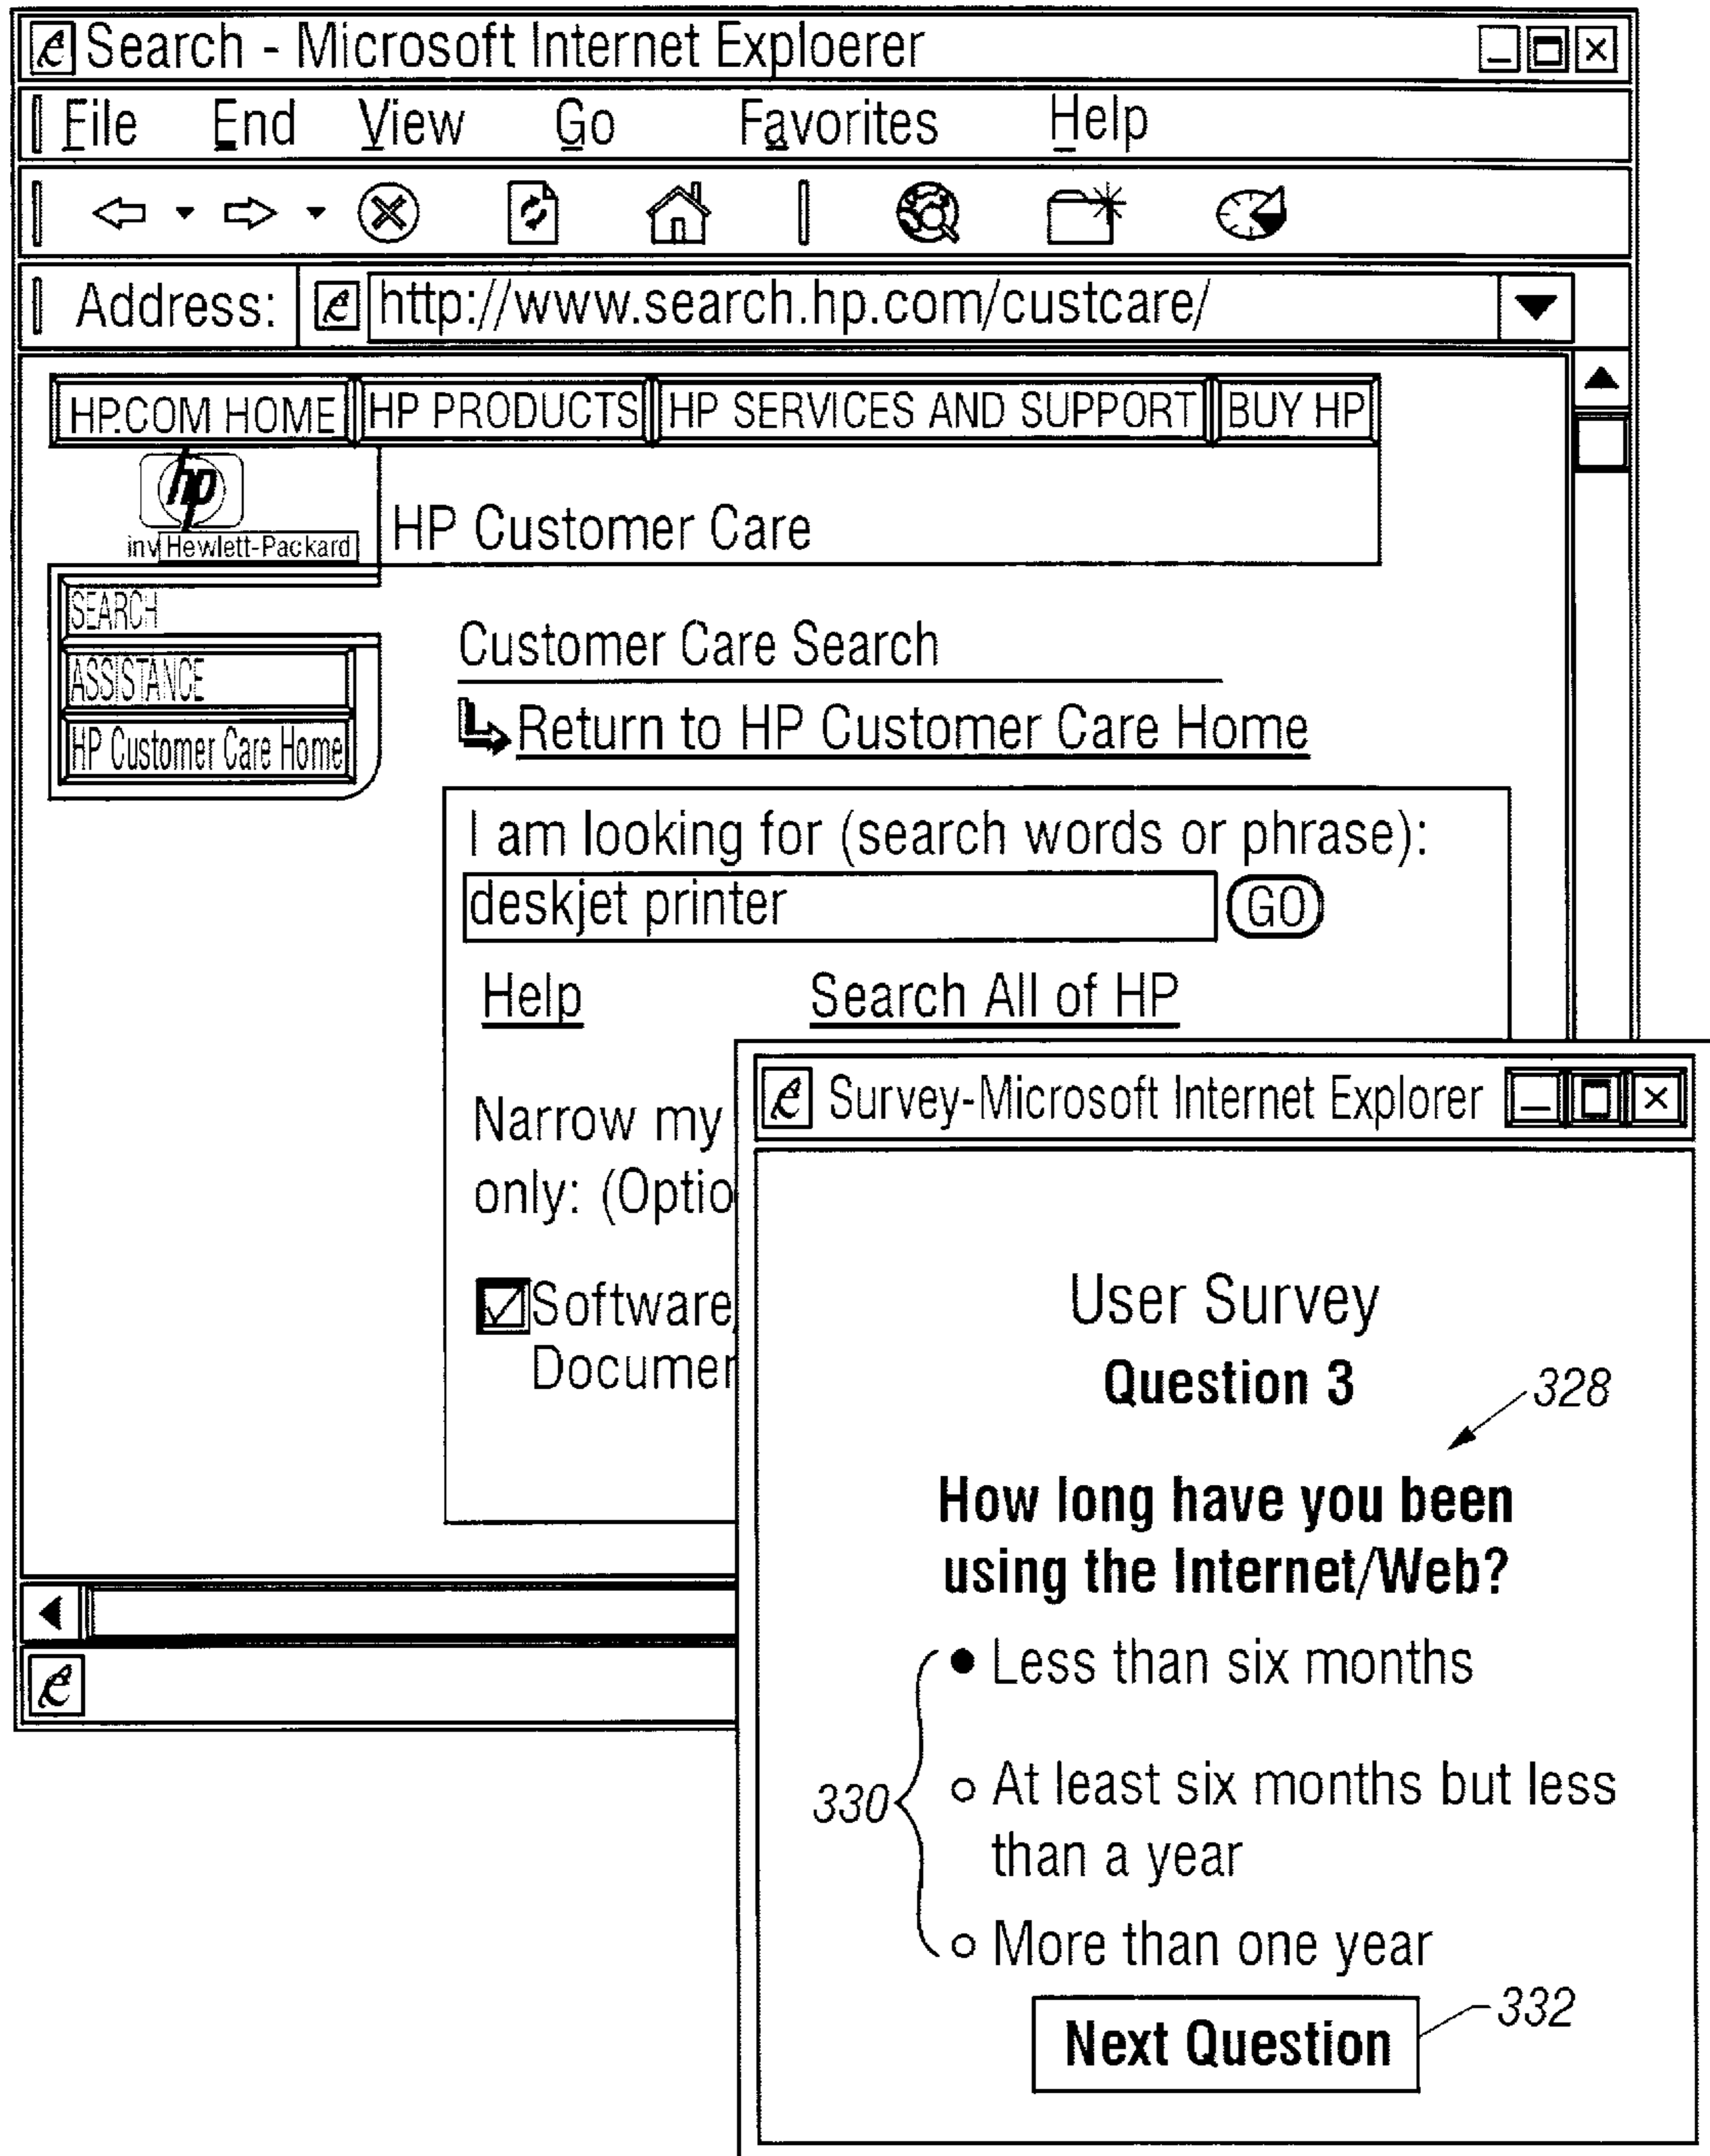 Search - Microsoft Internet Exploerer
File End View Go Favorites Help
Address: http://www.search.hp.com/custcare/
HP.COM HOME HP PRODUCTS HP SERVICES AND SUPPORT BUY HP
hp
inv Hewlett-Packard
HP Customer Care
SEARCH
ASSISTANCE
HP Customer Care Home
Customer Care Search
Return to HP Customer Care Home
I am looking for (search words or phrase):
deskjet printer GO
Help Search All of HP
Narrow my
only: (Optio
Software,
Documen
Survey-Microsoft Internet Explorer
User Survey
Question 3
328
How long have you been
using the Internet/Web?
Less than six months
330
At least six months but less
than a year
More than one year
332
Next Question